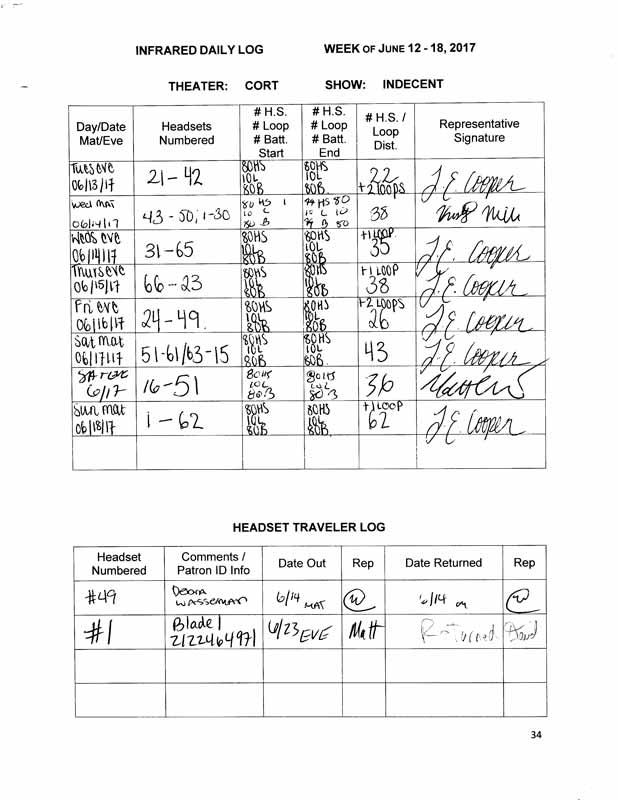 INFRARED DAILY LOG WEEK OF JUNE 12 - 18, 2017
THEATER: CORT SHOW: INDECENT
Day/Date Mat/Eve Headsets Numbered # H.S. # Loop # Batt. Start # H.S. # Loop # Batt. End # H.S. / Loop Dist. Representative Signature
Tues eve 06/13/17 21-42 80HS 10L 80B 80HS 10L 80B 22 +2 loops J.E. Cooper
Wed mat 06/14/17 43-50; 1-30 80 HS 10 L 80 B 79 HS 80 10 L 10 79 B 80 38
Weds eve 06/14/17 31-65 80HS 10L 80B 80HS 10L 80B +1 LOOP 35 J.E. Cooper
Thurs eve 06/15/17 66-23 80HS 10L 80B 80HS 10L 80B +1 LOOP 38 J.E. Cooper
Fri eve 06/16/17 24-49 80HS 10L 80B 80HS 10L 80B +2 LOOPS 26 J.E. Cooper
Sat mat 06/17/17 51-61/63-15 80HS 10L 80B 80HS 10L 80B 43 J.E. Cooper
6/17 16-51 80HS 10L 80B 80HS 10L 80B 36
Sun mat 06/18/17 1-62 80HS 10L 80B 80HS 10L 80B +1 LOOP 62 J.E. Cooper
HEADSET TRAVELER LOG
Headset Numbered Comments / Patron ID Info Date Out Rep Date Returned Rep
#49 Debra Wasserman 6/14 MAT 6/14
#1 Blade 1 2122464971 6/23 EVE Matt Returned David
34